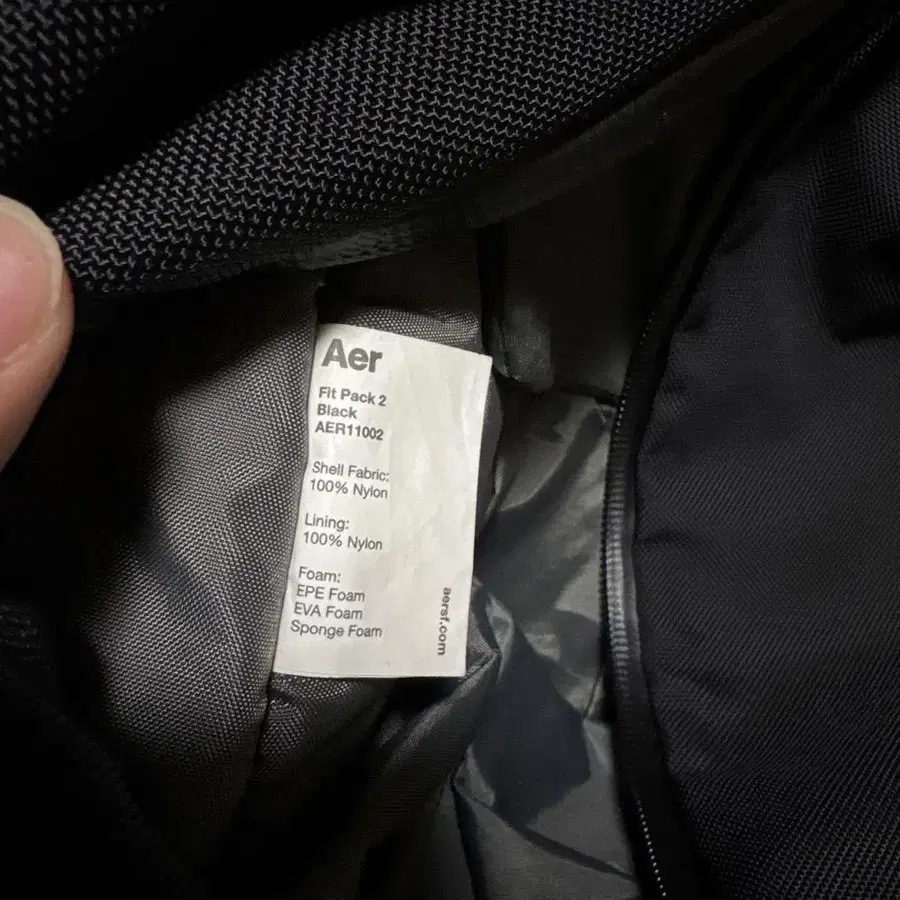 Aer
Fit Pack 2
Black
AER11002
Shell Fabric:
100% Nylon
Lining:
100% Nylon
Foam:
EPE Foam
EVA Foam
Sponge Foam
aersf.com